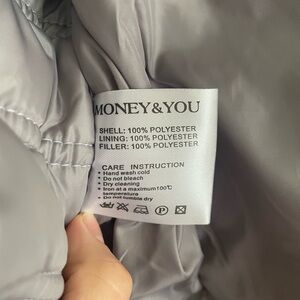 MONEY&YOU
SHELL: 100% POLYESTER
LINING: 100% POLYESTER
FILLER: 100% POLYESTER
CARE INSTRUCTION
• Hand wash cold
• Do not bleach
• Dry cleaning
• Iron at a maximum100℃
temperature
• Do not tumble dry
P